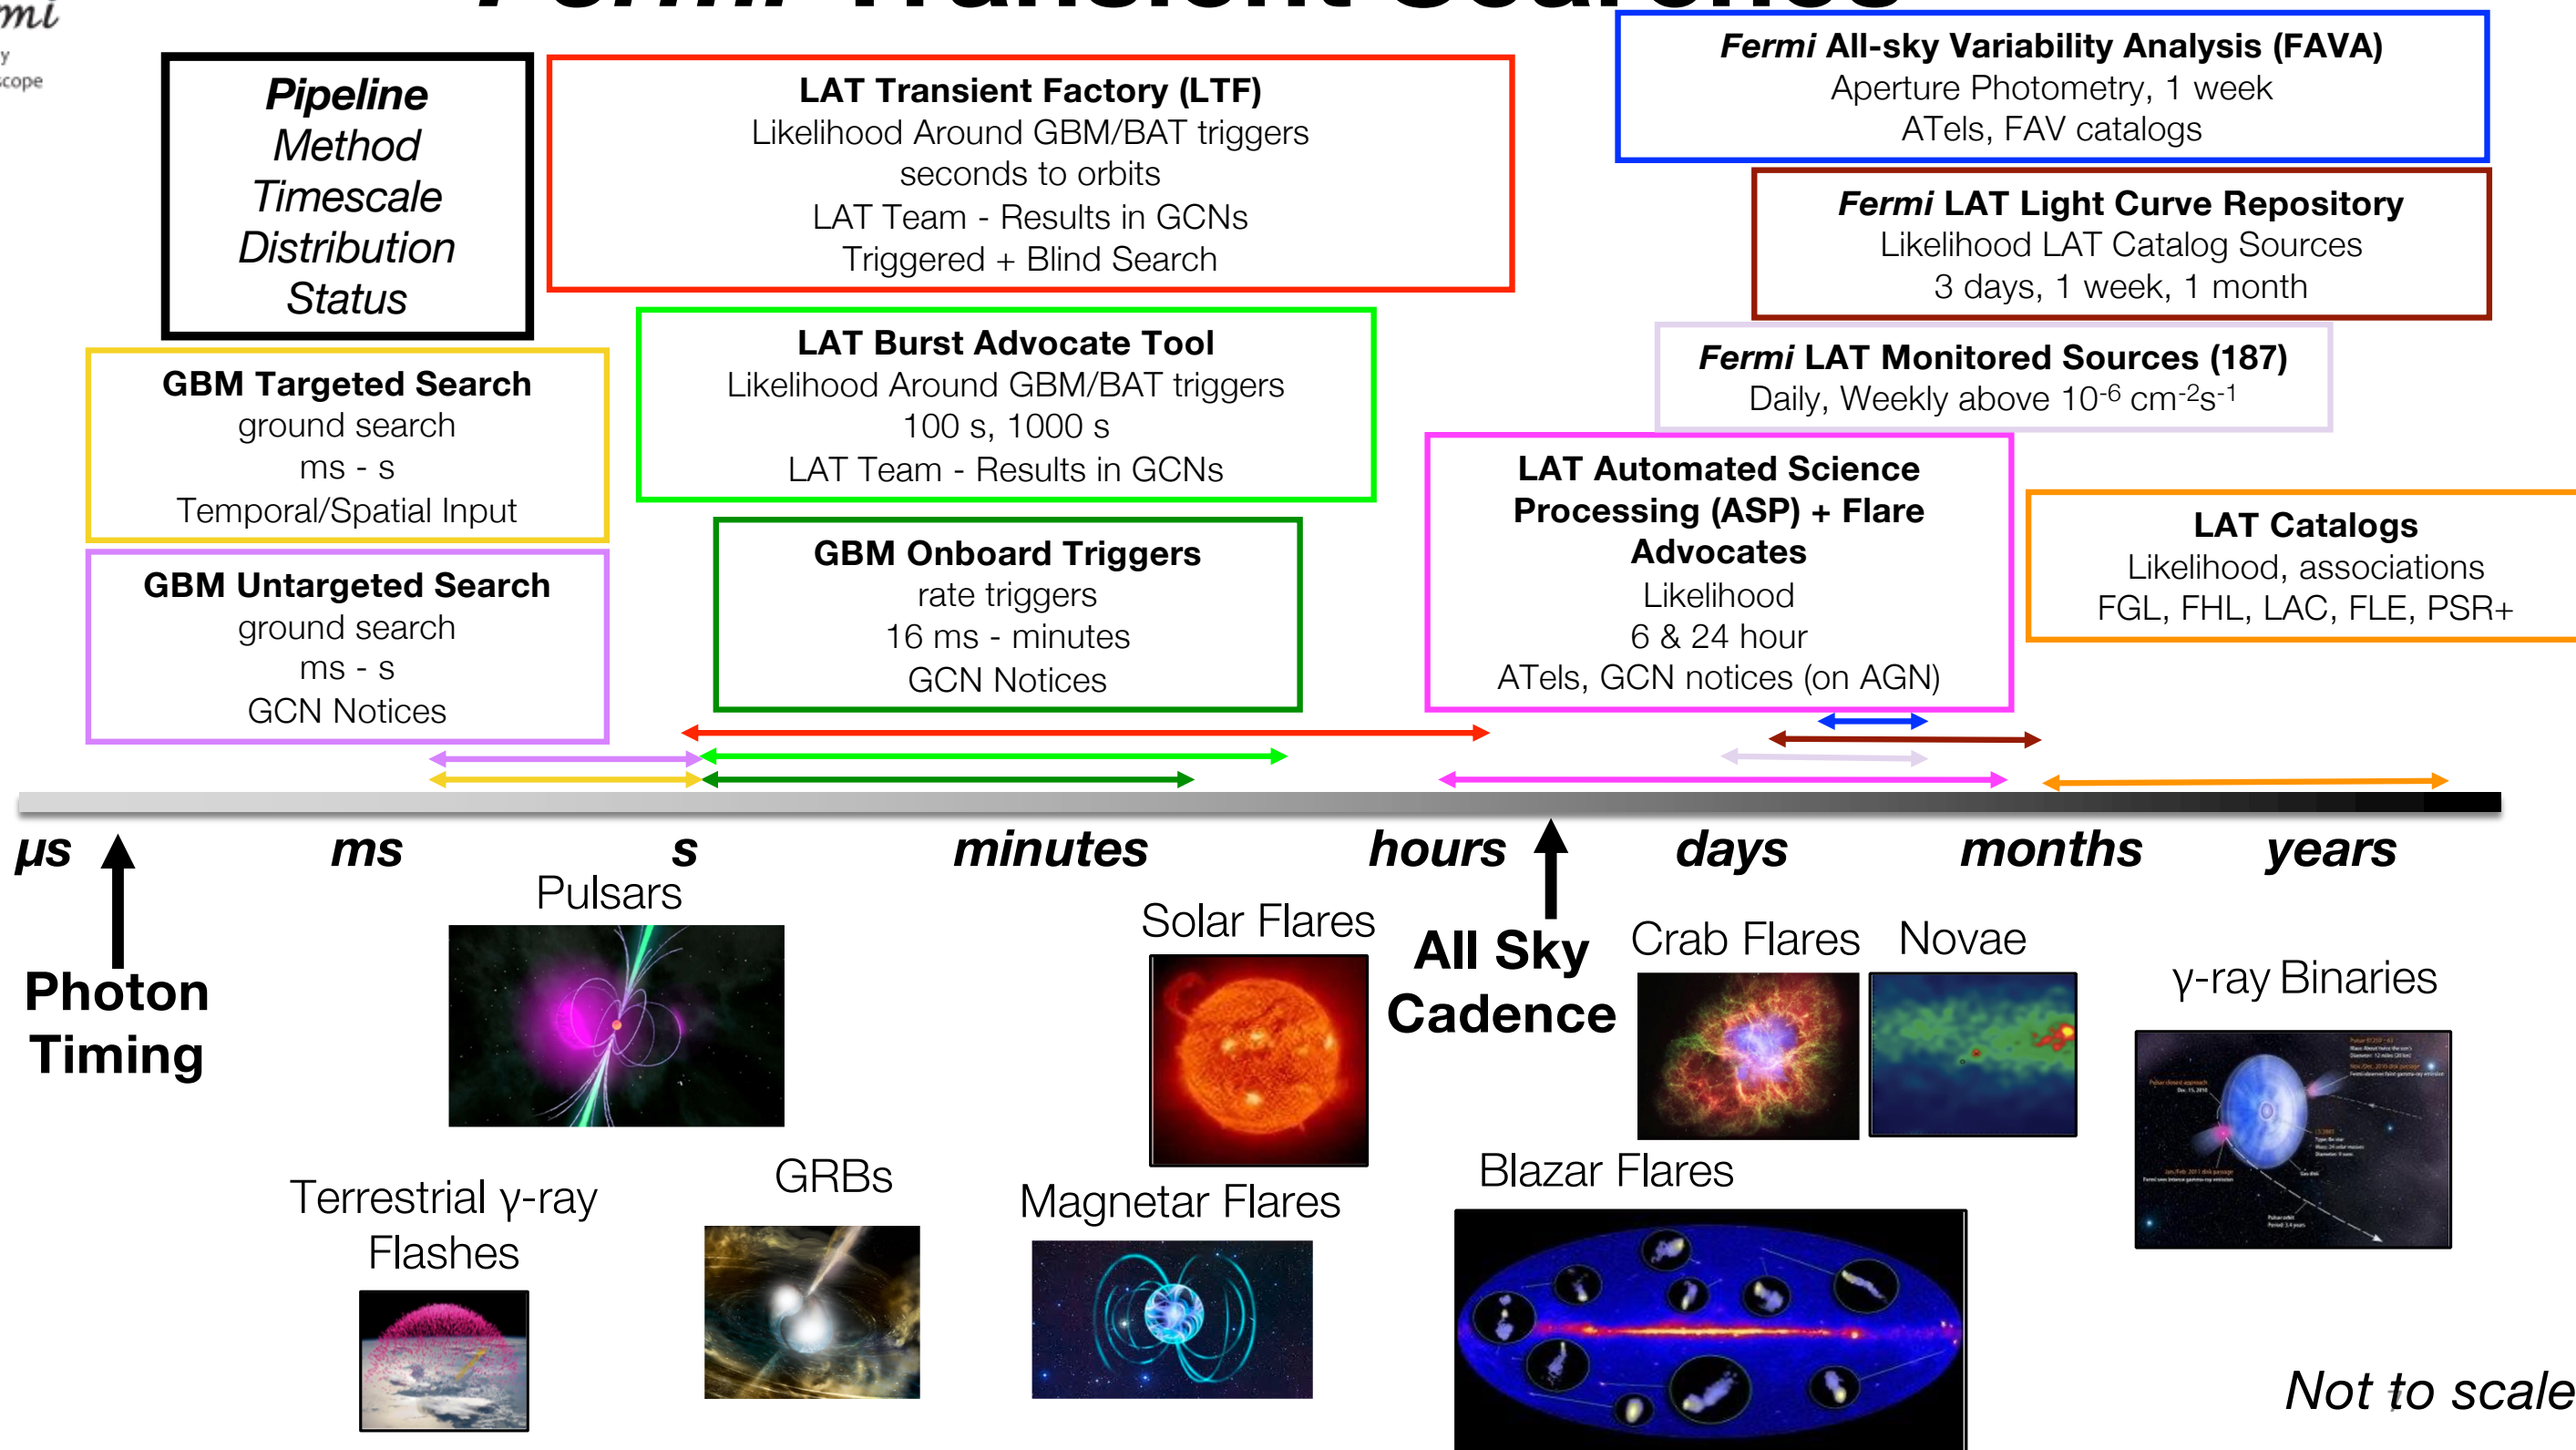 Fermi Transient Searches
mi
y
scope
Pipeline
Method
Timescale
Distribution
Status
LAT Transient Factory (LTF)
Likelihood Around GBM/BAT triggers
seconds to orbits
LAT Team - Results in GCNs
Triggered + Blind Search
Fermi All-sky Variability Analysis (FAVA)
Aperture Photometry, 1 week
ATels, FAV catalogs
Fermi LAT Light Curve Repository
Likelihood LAT Catalog Sources
3 days, 1 week, 1 month
GBM Targeted Search
ground search
ms - s
Temporal/Spatial Input
LAT Burst Advocate Tool
Likelihood Around GBM/BAT triggers
100 s, 1000 s
LAT Team - Results in GCNs
Fermi LAT Monitored Sources (187)
Daily, Weekly above 10⁻⁶ cm⁻²s⁻¹
GBM Untargeted Search
ground search
ms - s
GCN Notices
GBM Onboard Triggers
rate triggers
16 ms - minutes
GCN Notices
LAT Automated Science
Processing (ASP) + Flare
Advocates
Likelihood
6 & 24 hour
ATels, GCN notices (on AGN)
LAT Catalogs
Likelihood, associations
FGL, FHL, LAC, FLE, PSR+
µs
ms
s
minutes
hours
days
months
years
Photon
Timing
Pulsars
Solar Flares
All Sky
Cadence
Crab Flares
Novae
γ-ray Binaries
Terrestrial γ-ray
Flashes
GRBs
Magnetar Flares
Blazar Flares
Not to scale